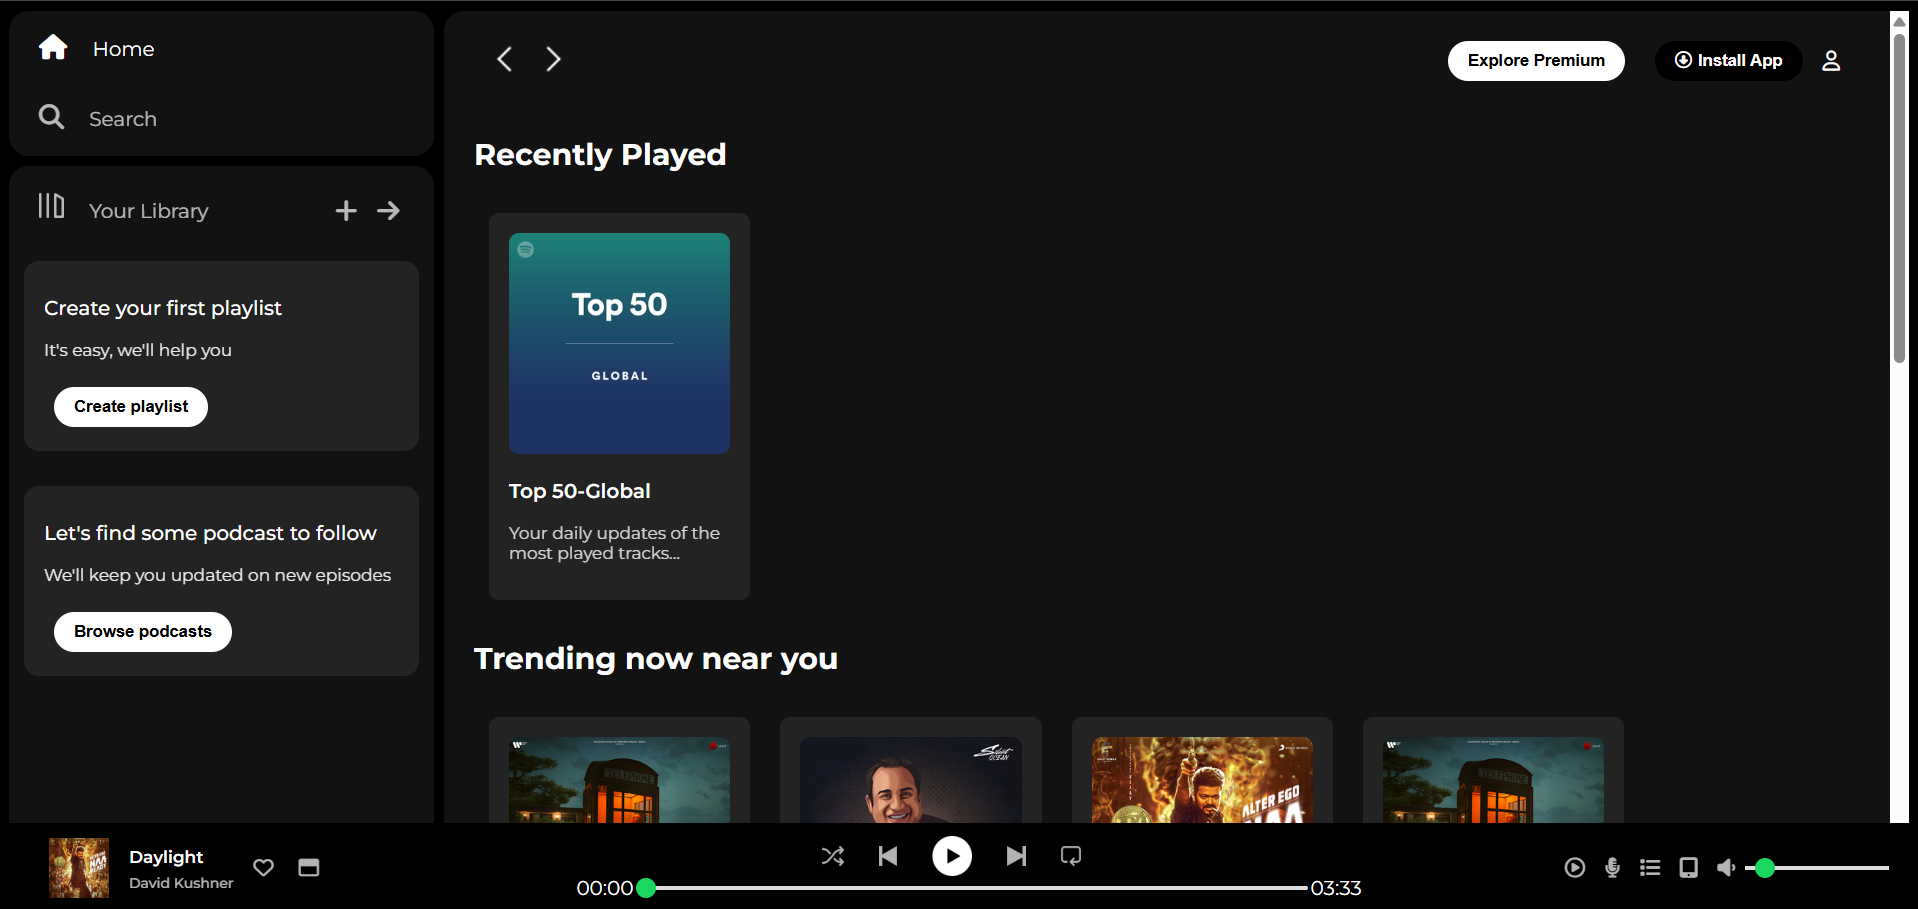 Home
Search
Your Library
Create your first playlist
It's easy, we'll help you
Create playlist
Let's find some podcast to follow
We'll keep you updated on new episodes
Browse podcasts
Explore Premium
Install App
Recently Played
Top 50
GLOBAL
Top 50-Global
Your daily updates of the
most played tracks...
Trending now near you
TELEPHONE
Silent
OCEAN
ALTER EGO
NAA
TELEPHONE
Daylight
David Kushner
00:00
03:33